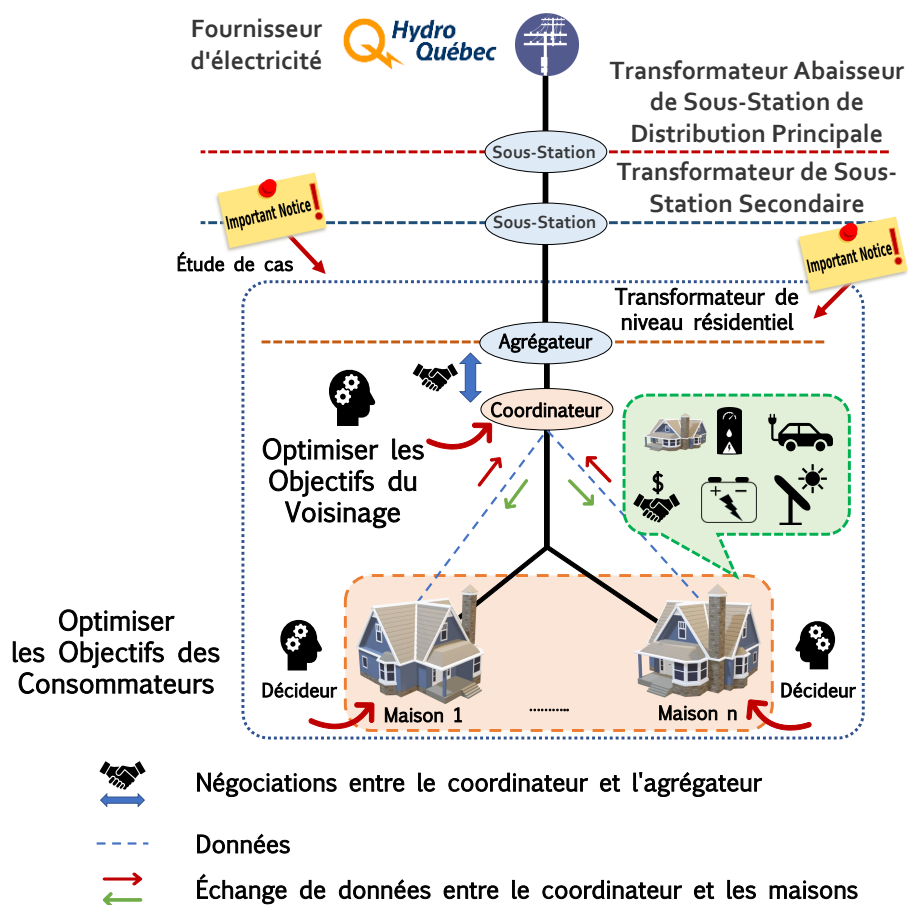 Fournisseur
d'électricité
Hydro
Québec
Transformateur Abaisseur
de Sous-Station de
Distribution Principale
Sous-Station
Transformateur de Sous-
Station Secondaire
Important Notice !
Sous-Station
Étude de cas
Important Notice !
Transformateur de
niveau résidentiel
Agrégateur
Coordinateur
Optimiser les
Objectifs du
Voisinage
$
+ −
Optimiser
les Objectifs des
Consommateurs
Décideur
Décideur
Maison 1
...........
Maison n
Négociations entre le coordinateur et l'agrégateur
Données
Échange de données entre le coordinateur et les maisons